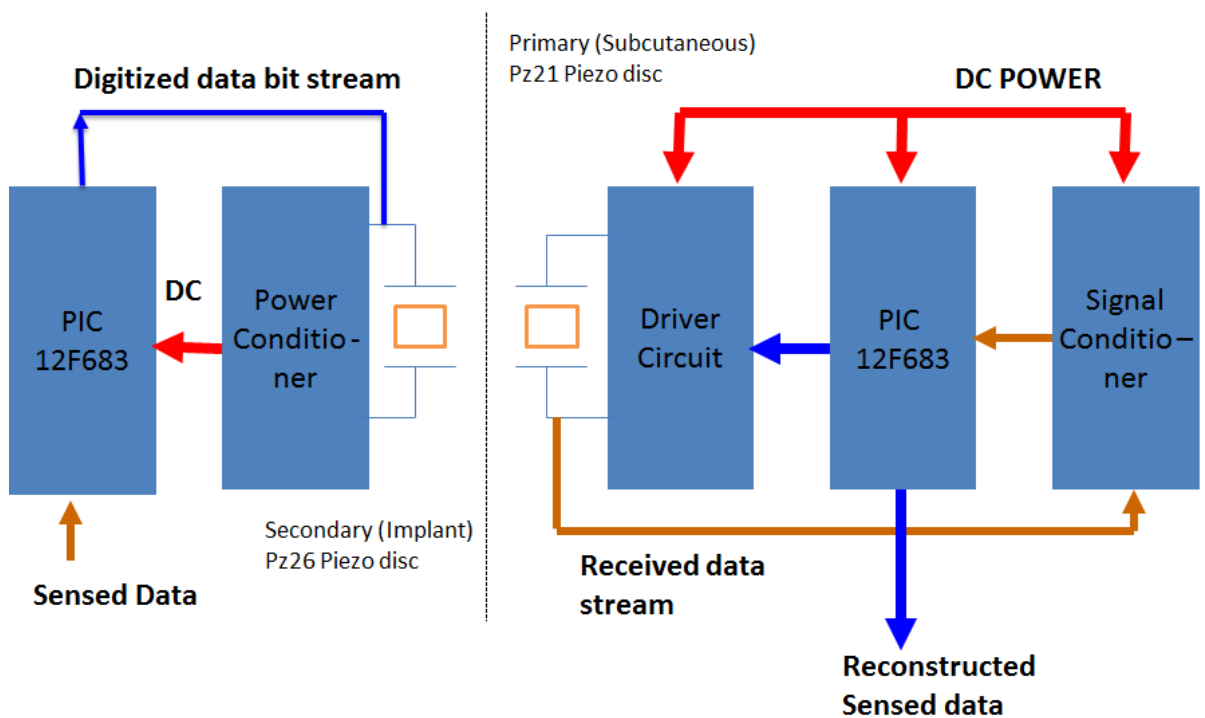 Primary (Subcutaneous)
Pz21 Piezo disc
Digitized data bit stream
DC POWER
DC
PIC
12F683
Power
Conditio-
ner
Driver
Circuit
PIC
12F683
Signal
Conditio–
ner
Secondary (Implant)
Pz26 Piezo disc
Sensed Data
Received data
stream
Reconstructed
Sensed data